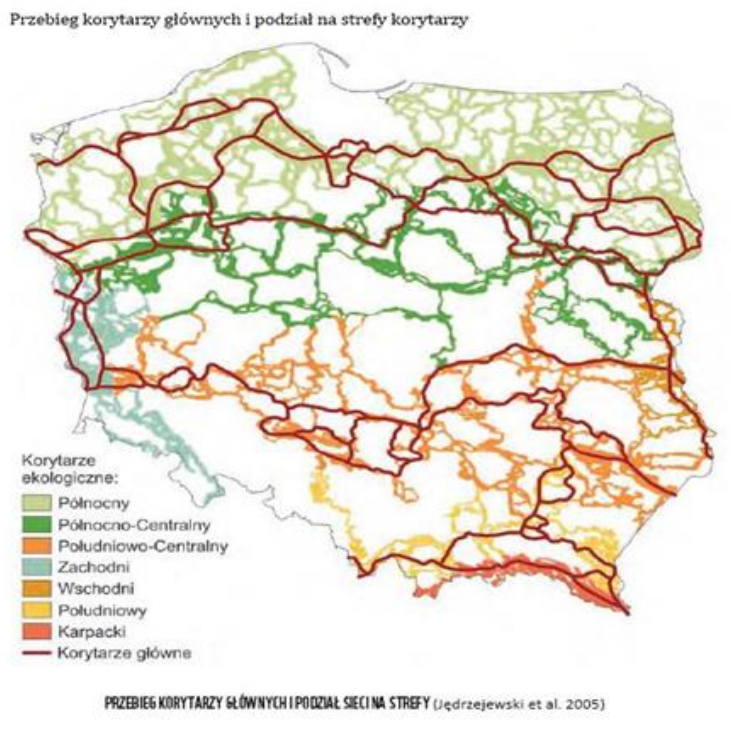 Przebieg korytarzy głównych i podział na strefy korytarzy
Korytarze
ekologiczne:
Północny
Północno-Centralny
Południowo-Centralny
Zachodni
Wschodni
Południowy
Karpacki
Korytarze główne
PRZEBIEG KORYTARZY GŁÓWNYCH I PODZIAŁ SIECI NA STREFY (Jędrzejewski et al. 2005)